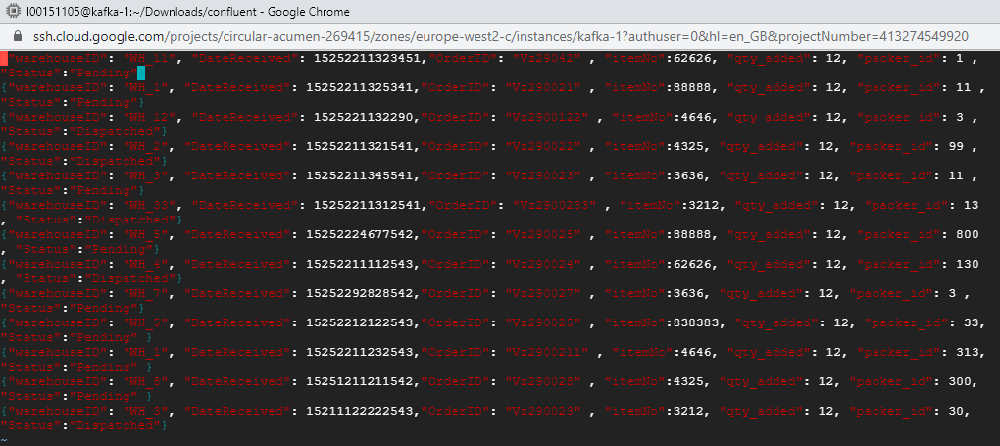 l00151105@kafka-1:~/Downloads/confluent - Google Chrome
ssh.cloud.google.com/projects/circular-acumen-269415/zones/europe-west2-c/instances/kafka-1?authuser=0&hl=en_GB&projectNumber=413274549920
{"warehouseID": "WH_11", "DateReceived": 15252211323451,"OrderID": "Vz29042" , "itemNo":62626, "qty_added": 12, "packer_id": 1 ,
"Status":"Pending"}
{"warehouseID": "WH_1", "DateReceived": 15252211325341,"OrderID": "Vz290021" , "itemNo":88888, "qty_added": 12, "packer_id": 11 ,
"Status":"Pending"}
{"warehouseID": "WH_12", "DateReceived": 15252211132290,"OrderID": "Vz2900122" , "itemNo":4646, "qty_added": 12, "packer_id": 3 ,
"Status":"Dispatched"}
{"warehouseID": "WH_2", "DateReceived": 15252211321541,"OrderID": "Vz290022" , "itemNo":4325, "qty_added": 12, "packer_id": 99 ,
"Status":"Dispatched"}
{"warehouseID": "WH_3", "DateReceived": 15252211345541,"OrderID": "Vz290023" , "itemNo":3636, "qty_added": 12, "packer_id": 11 ,
"Status":"Pending"}
{"warehouseID": "WH_33", "DateReceived": 15252211312541,"OrderID": "Vz2900233" , "itemNo":3212, "qty_added": 12, "packer_id": 13
, "Status":"Dispatched"}
{"warehouseID": "WH_5", "DateReceived": 15252224677542,"OrderID": "Vz290025" , "itemNo":88888, "qty_added": 12, "packer_id": 800
, "Status":"Pending"}
{"warehouseID": "WH_4", "DateReceived": 15252211112543,"OrderID": "Vz290024" , "itemNo":62626, "qty_added": 12, "packer_id": 130
, "Status":"Dispatched"}
{"warehouseID": "WH_7", "DateReceived": 15252292828542,"OrderID": "Vz290027" , "itemNo":3636, "qty_added": 12, "packer_id": 3 ,
"Status":"Pending"}
{"warehouseID": "WH_5", "DateReceived": 15252212122543,"OrderID": "Vz290025" , "itemNo":838383, "qty_added": 12, "packer_id": 33,
"Status":"Pending" }
{"warehouseID": "WH_1", "DateReceived": 15252211232543,"OrderID": "Vz2900211" , "itemNo":4646, "qty_added": 12, "packer_id": 313,
"Status":"Pending" }
{"warehouseID": "WH_8", "DateReceived": 15251211211542,"OrderID": "Vz290028" , "itemNo":4325, "qty_added": 12, "packer_id": 300,
"Status":"Pending" }
{"warehouseID": "WH_3", "DateReceived": 15211122222543,"OrderID": "Vz290023" , "itemNo":3212, "qty_added": 12, "packer_id": 30,
"Status":"Dispatched"}
~